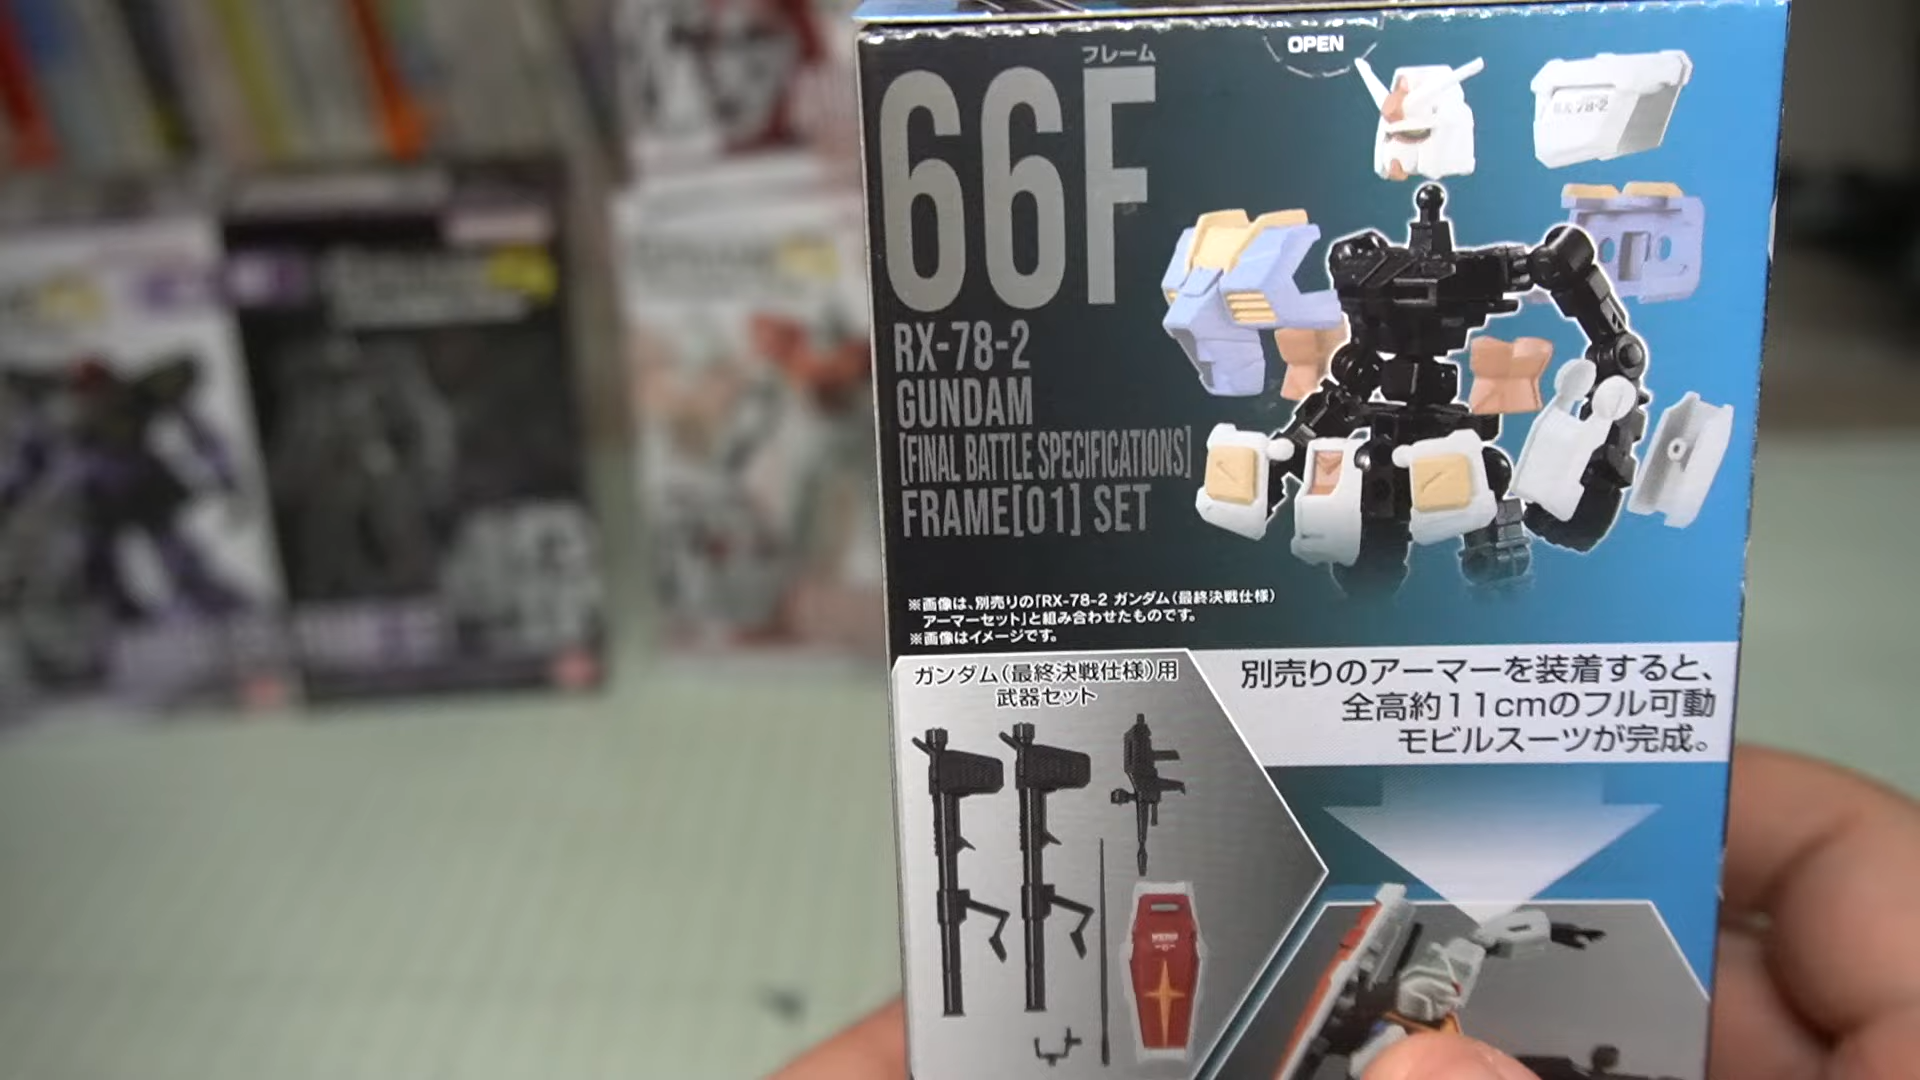 OPEN
フレーム
66F
RX-78-2
RX-78-2
GUNDAM
[FINAL BATTLE SPECIFICATIONS]
FRAME[01] SET
※画像は、別売りの「RX-78-2 ガンダム(最終決戦仕様)
アーマーセット」と組み合わせたものです。
※画像はイメージです。
ガンダム(最終決戦仕様)用
武器セット
別売りのアーマーを装着すると、
全高約11cmのフル可動
モビルスーツが完成。